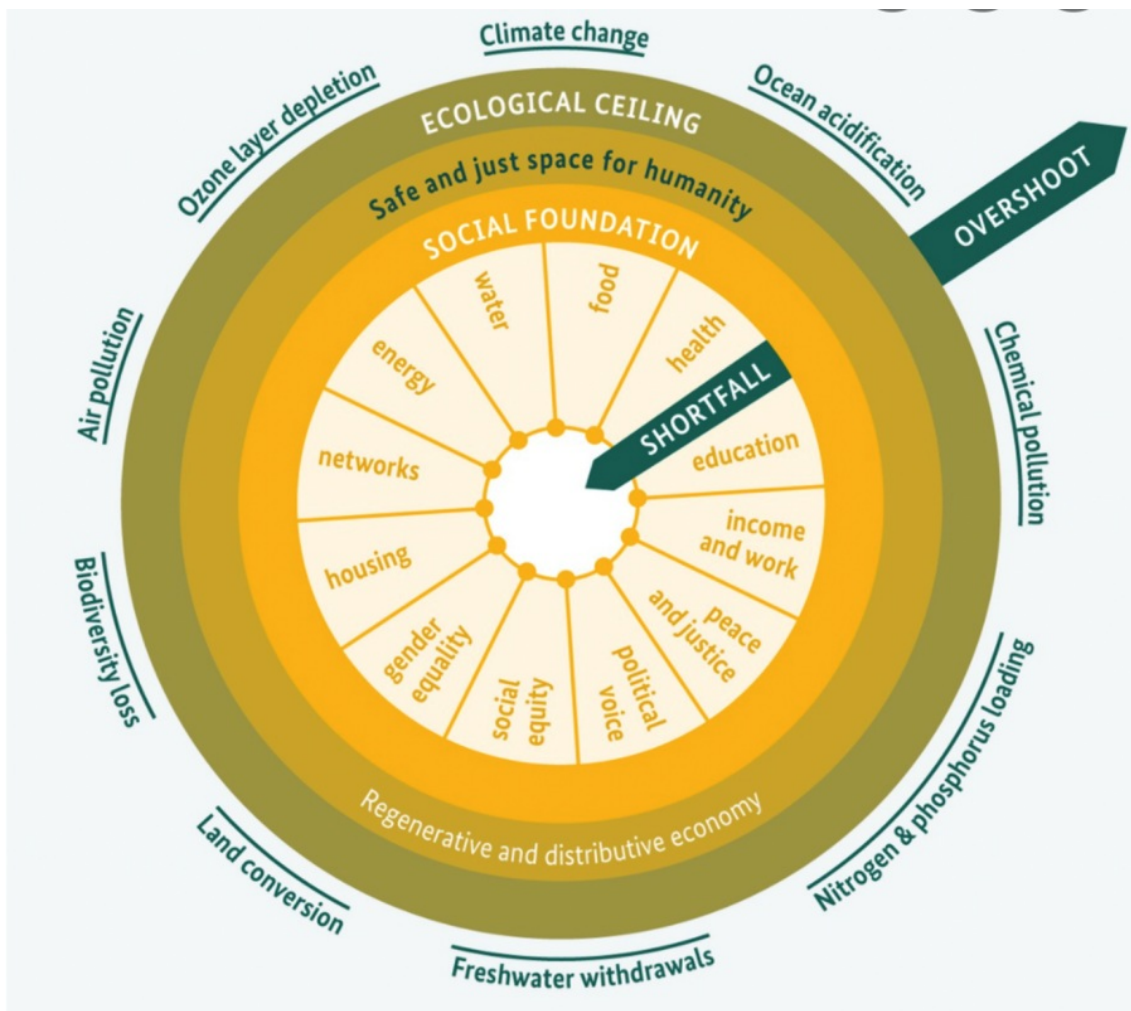 Climate change
Ocean acidification
OVERSHOOT
Chemical pollution
Nitrogen & phosphorus loading
Freshwater withdrawals
Land conversion
Biodiversity loss
Air pollution
Ozone layer depletion
ECOLOGICAL CEILING
Safe and just space for humanity
SOCIAL FOUNDATION
water
food
health
SHORTFALL
education
income
and work
peace
and justice
political
voice
social
equity
gender
equality
housing
networks
energy
Regenerative and distributive economy